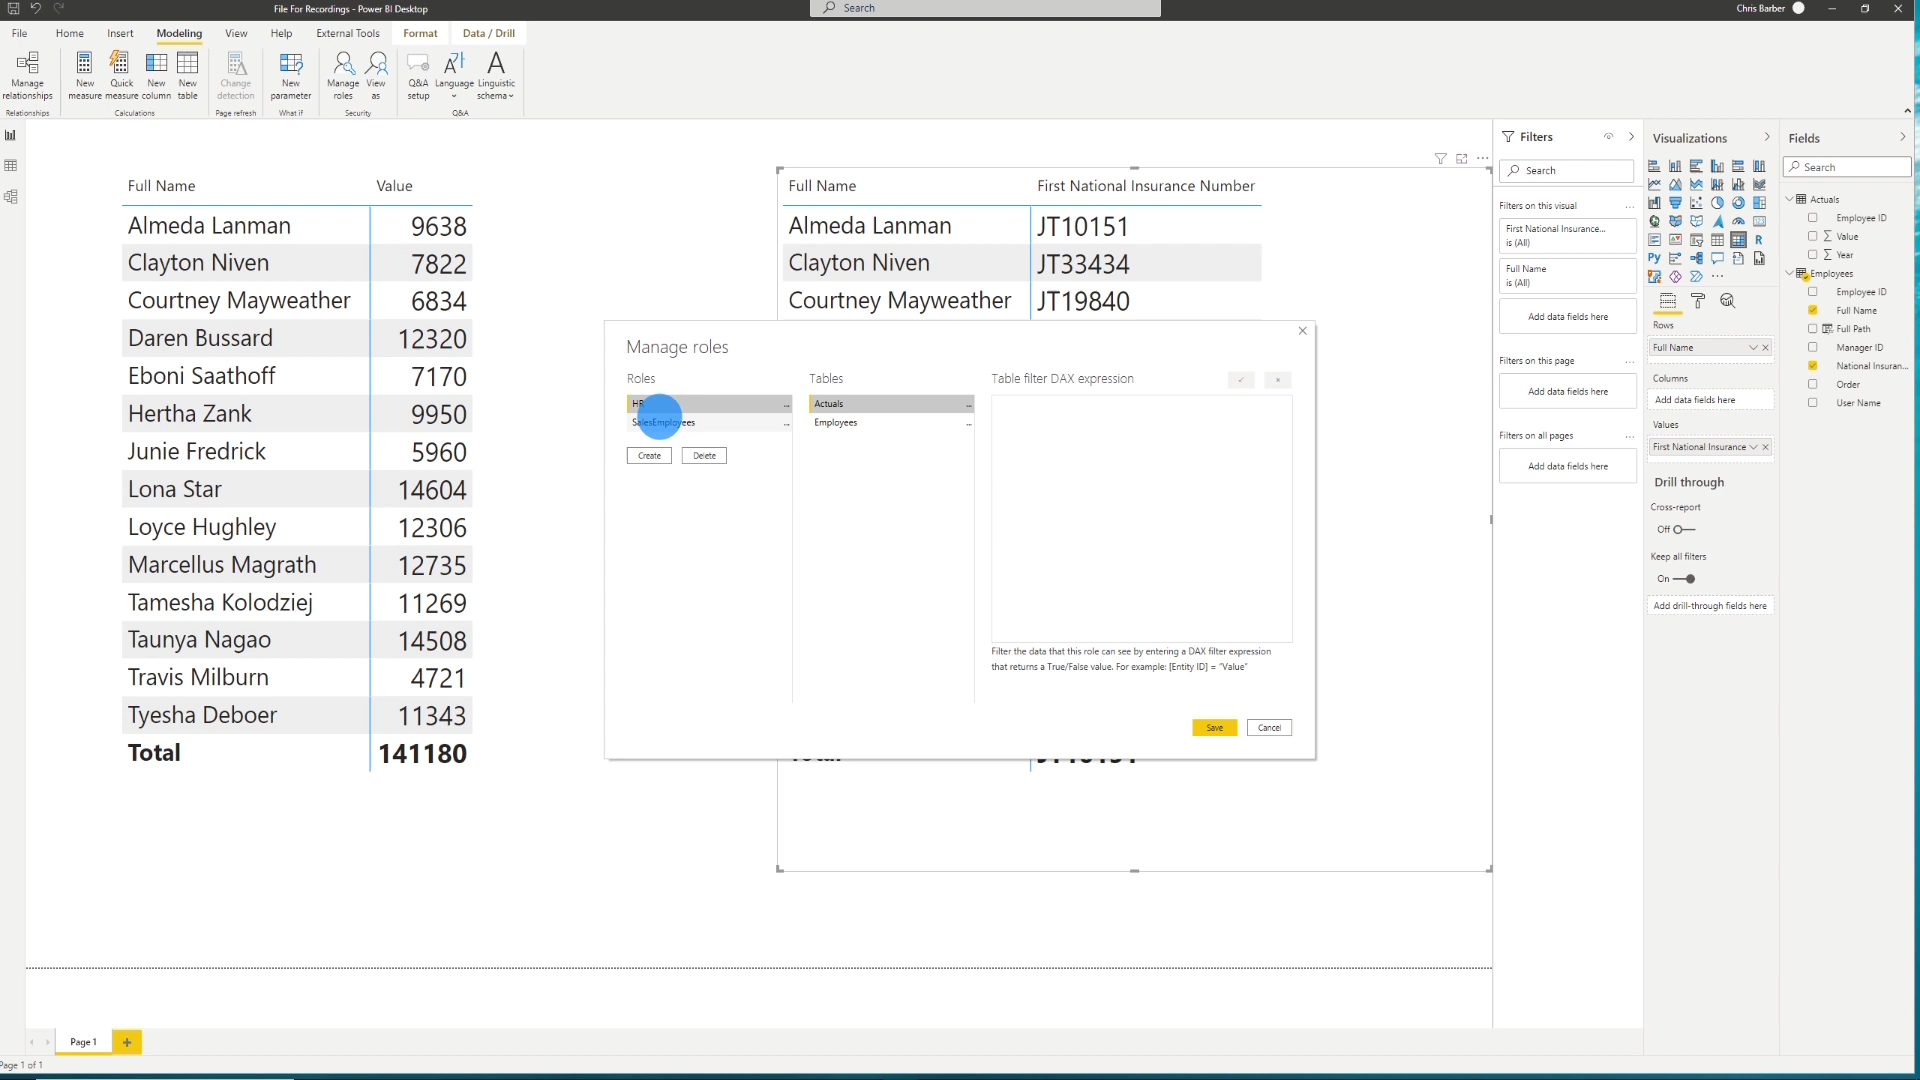 File For Recordings - Power BI Desktop
Search
Chris Barber
File Home Insert Modeling View Help External Tools Format Data / Drill
Manage relationships
New measure
Quick measure
New column
New table
Change detection
New parameter
Manage roles
View as
Q&A setup
Language
Linguistic schema
Relationships
Calculations
Page refresh
What if
Security
Q&A
Full Name Value
Almeda Lanman 9638
Clayton Niven 7822
Courtney Mayweather 6834
Daren Bussard 12320
Eboni Saathoff 7170
Hertha Zank 9950
Junie Fredrick 5960
Lona Star 14604
Loyce Hughley 12306
Marcellus Magrath 12735
Tamesha Kolodziej 11269
Taunya Nagao 14508
Travis Milburn 4721
Tyesha Deboer 11343
Total 141180
Full Name First National Insurance Number
Almeda Lanman JT10151
Clayton Niven JT33434
Courtney Mayweather JT19840
Manage roles
Roles
HR
...
SalesEmployees
...
Create
Delete
Tables
Actuals
...
Employees
...
Table filter DAX expression
Filter the data that this role can see by entering a DAX filter expression
that returns a True/False value. For example: [Entity ID] = "Value"
Save
Cancel
Filters
Search
Filters on this visual
...
First National Insurance...
is (All)
Full Name
is (All)
Add data fields here
Filters on this page
...
Add data fields here
Filters on all pages
...
Add data fields here
Visualizations
R
Py
...
Rows
Full Name
Columns
Add data fields here
Values
First National Insurance
Drill through
Cross-report
Off
Keep all filters
On
Add drill-through fields here
Fields
Search
Actuals
Employee ID
Σ Value
Σ Year
Employees
Employee ID
Full Name
Full Path
Manager ID
National Insuran...
Order
User Name
Page 1
+
Page 1 of 1